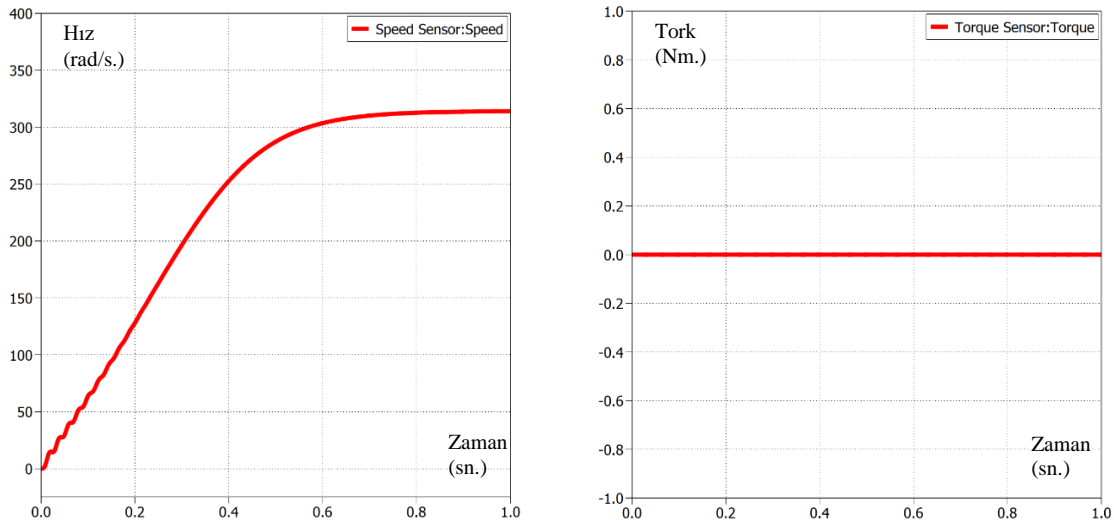 Hız
(rad/s.)
Speed Sensor:Speed
400
350
300
250
200
150
100
50
0
0.0 0.2 0.4 0.6 0.8 1.0
Zaman
(sn.)
Tork
(Nm.)
Torque Sensor:Torque
1.0
0.8
0.6
0.4
0.2
0.0
-0.2
-0.4
-0.6
-0.8
-1.0
0.0 0.2 0.4 0.6 0.8 1.0
Zaman
(sn.)